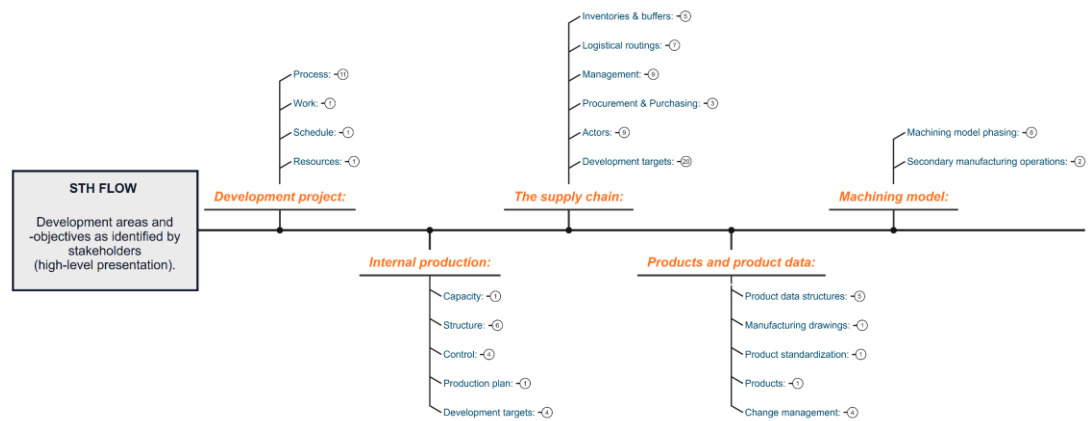 STH FLOW
Development areas and
-objectives as identified by
stakeholders
(high-level presentation).
Development project:
Process: 11
Work: 1
Schedule: 1
Resources: 1
Internal production:
Capacity: 1
Structure: 6
Control: 4
Production plan: 1
Development targets: 4
The supply chain:
Inventories & buffers: 5
Logistical routings: 7
Management: 9
Procurement & Purchasing: 3
Actors: 9
Development targets: 20
Products and product data:
Product data structures: 5
Manufacturing drawings: 1
Product standardization: 1
Products: 1
Change management: 4
Machining model:
Machining model phasing: 8
Secondary manufacturing operations: 2